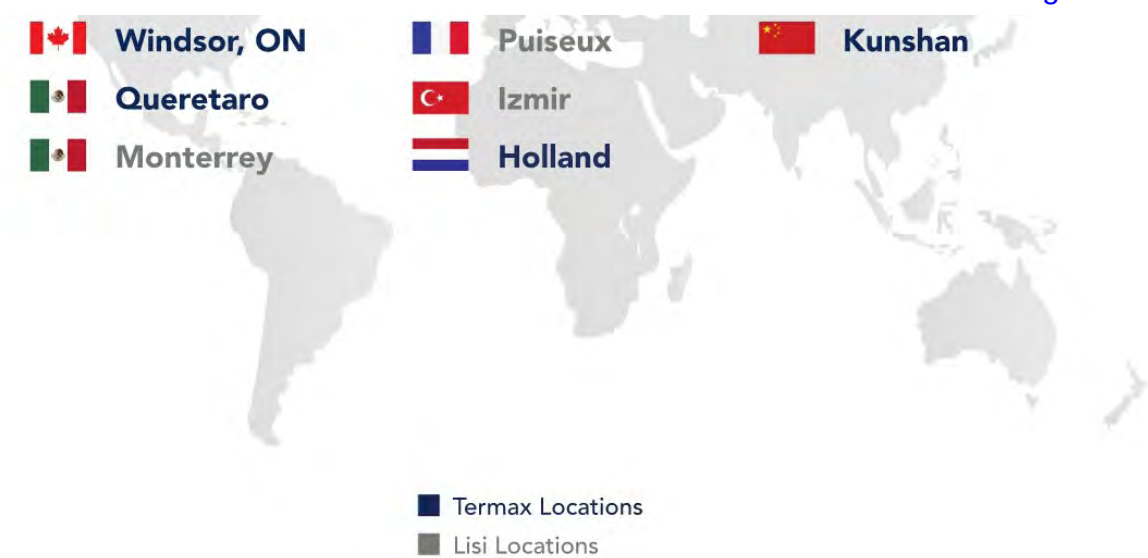 Windsor, ON
Queretaro
Monterrey
Puiseux
Izmir
Holland
Kunshan
Termax Locations
Lisi Locations